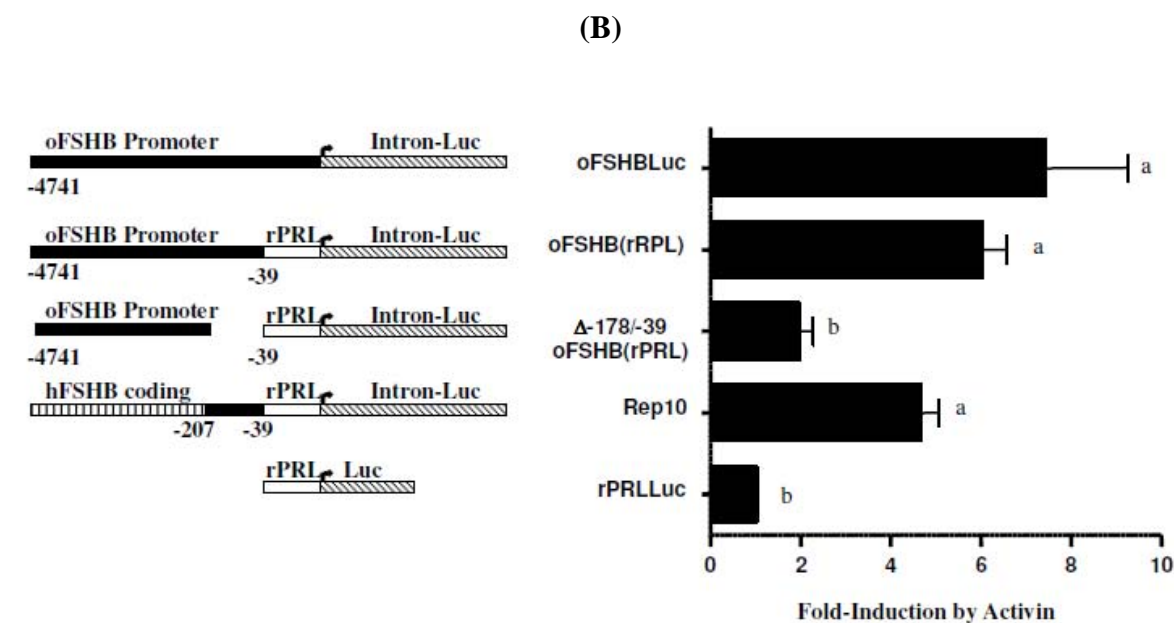 (B)
oFSHB Promoter Intron-Luc
-4741
oFSHB Promoter rPRL Intron-Luc
-4741 -39
oFSHB Promoter rPRL Intron-Luc
-4741 -39
hFSHB coding rPRL Intron-Luc
-207 -39
rPRL Luc
oFSHBLuc a
oFSHB(rRPL) a
Δ-178/-39 b
oFSHB(rPRL)
Rep10 a
rPRLLuc b
0 2 4 6 8 10
Fold-Induction by Activin